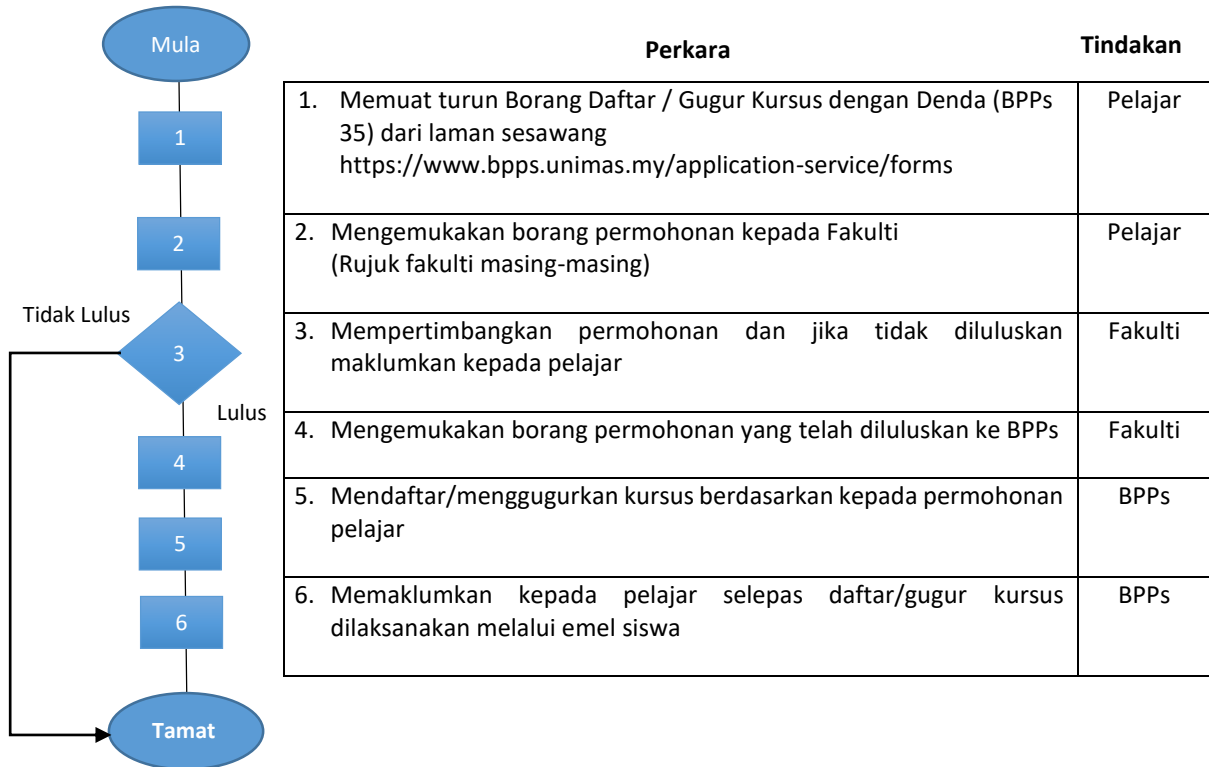 Mula
1
2
Tidak Lulus
3
Lulus
4
5
6
Tamat
Perkara
Tindakan
1. Memuat turun Borang Daftar / Gugur Kursus dengan Denda (BPPs
35) dari laman sesawang
https://www.bpps.unimas.my/application-service/forms
Pelajar
2. Mengemukakan borang permohonan kepada Fakulti
(Rujuk fakulti masing-masing)
Pelajar
3. Mempertimbangkan permohonan dan jika tidak diluluskan
maklumkan kepada pelajar
Fakulti
4. Mengemukakan borang permohonan yang telah diluluskan ke BPPs
Fakulti
5. Mendaftar/menggugurkan kursus berdasarkan kepada permohonan
pelajar
BPPs
6. Memaklumkan kepada pelajar selepas daftar/gugur kursus
dilaksanakan melalui emel siswa
BPPs